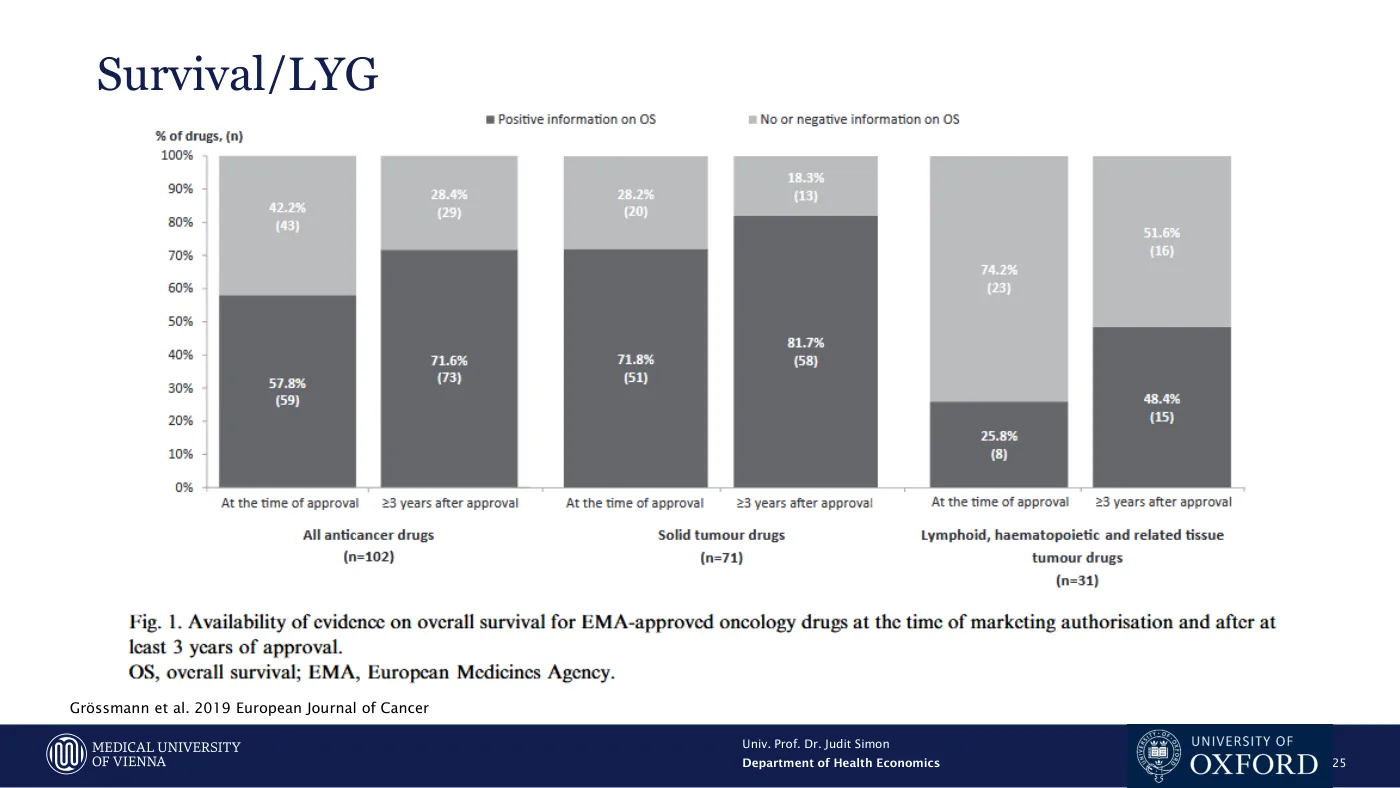 Survival/LYG
Positive information on OS
No or negative information on OS
% of drugs, (n)
100%
90%
80%
70%
60%
50%
40%
30%
20%
10%
0%
42.2%
(43)
57.8%
(59)
28.4%
(29)
71.6%
(73)
28.2%
(20)
71.8%
(51)
18.3%
(13)
81.7%
(58)
74.2%
(23)
25.8%
(8)
51.6%
(16)
48.4%
(15)
At the time of approval
≥3 years after approval
At the time of approval
≥3 years after approval
At the time of approval
≥3 years after approval
All anticancer drugs
(n=102)
Solid tumour drugs
(n=71)
Lymphoid, haematopoietic and related tissue
tumour drugs
(n=31)
Fig. 1. Availability of evidence on overall survival for EMA-approved oncology drugs at the time of marketing authorisation and after at
least 3 years of approval.
OS, overall survival; EMA, European Medicines Agency.
Grössmann et al. 2019 European Journal of Cancer
MEDICAL UNIVERSITY
OF VIENNA
Univ. Prof. Dr. Judit Simon
Department of Health Economics
UNIVERSITY OF
OXFORD
25